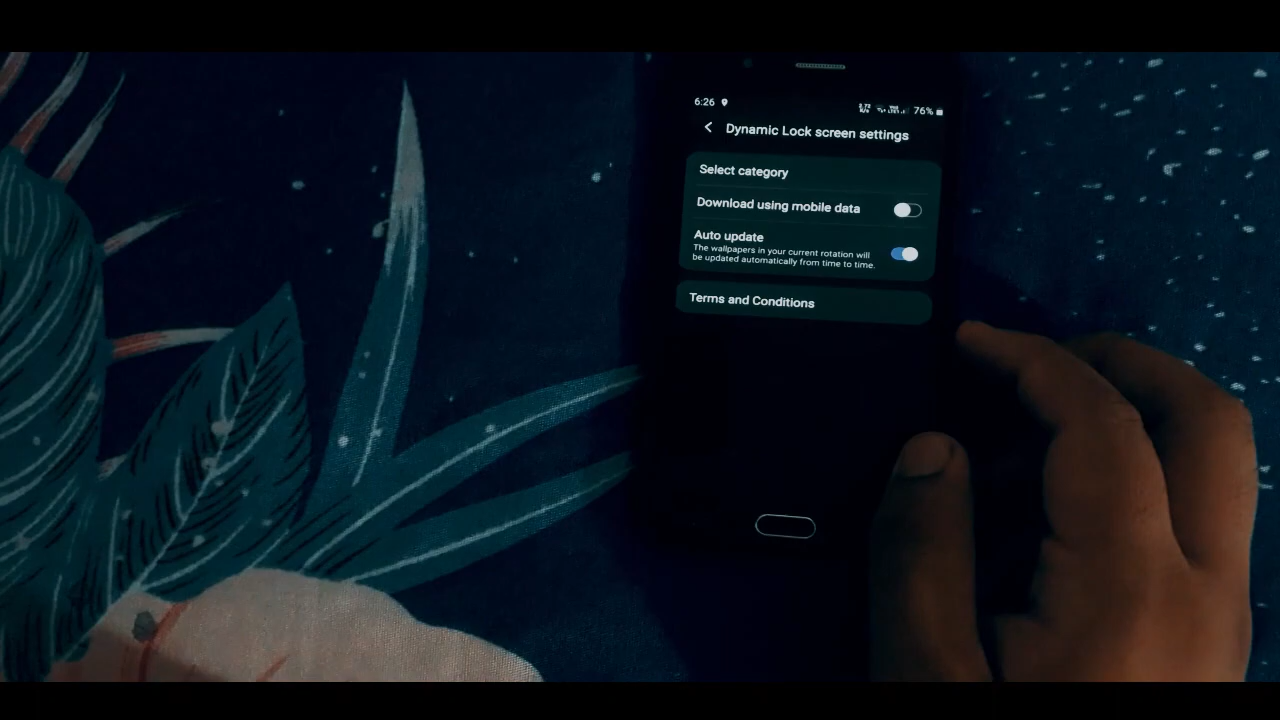 6:26
76%
Dynamic Lock screen settings
Select category
Download using mobile data
Auto update
The wallpapers in your current rotation will
be updated automatically from time to time.
Terms and Conditions